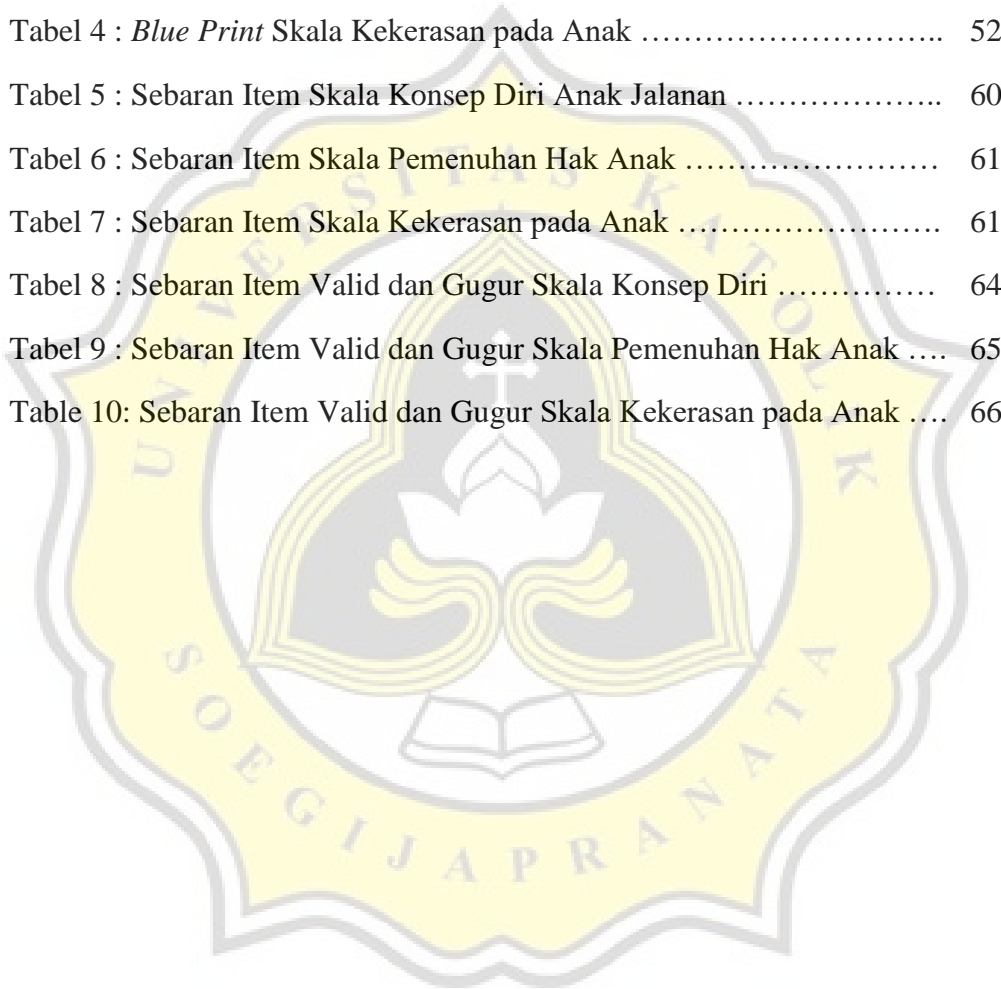 Tabel 4 : Blue Print Skala Kekerasan pada Anak ……………………….. 52
Tabel 5 : Sebaran Item Skala Konsep Diri Anak Jalanan ……………….. 60
Tabel 6 : Sebaran Item Skala Pemenuhan Hak Anak …………………… 61
Tabel 7 : Sebaran Item Skala Kekerasan pada Anak ……………………. 61
Tabel 8 : Sebaran Item Valid dan Gugur Skala Konsep Diri …………… 64
Tabel 9 : Sebaran Item Valid dan Gugur Skala Pemenuhan Hak Anak …. 65
Table 10: Sebaran Item Valid dan Gugur Skala Kekerasan pada Anak …. 66
UNIVERSITAS KATOLIK
SOEGIJAPRANATA